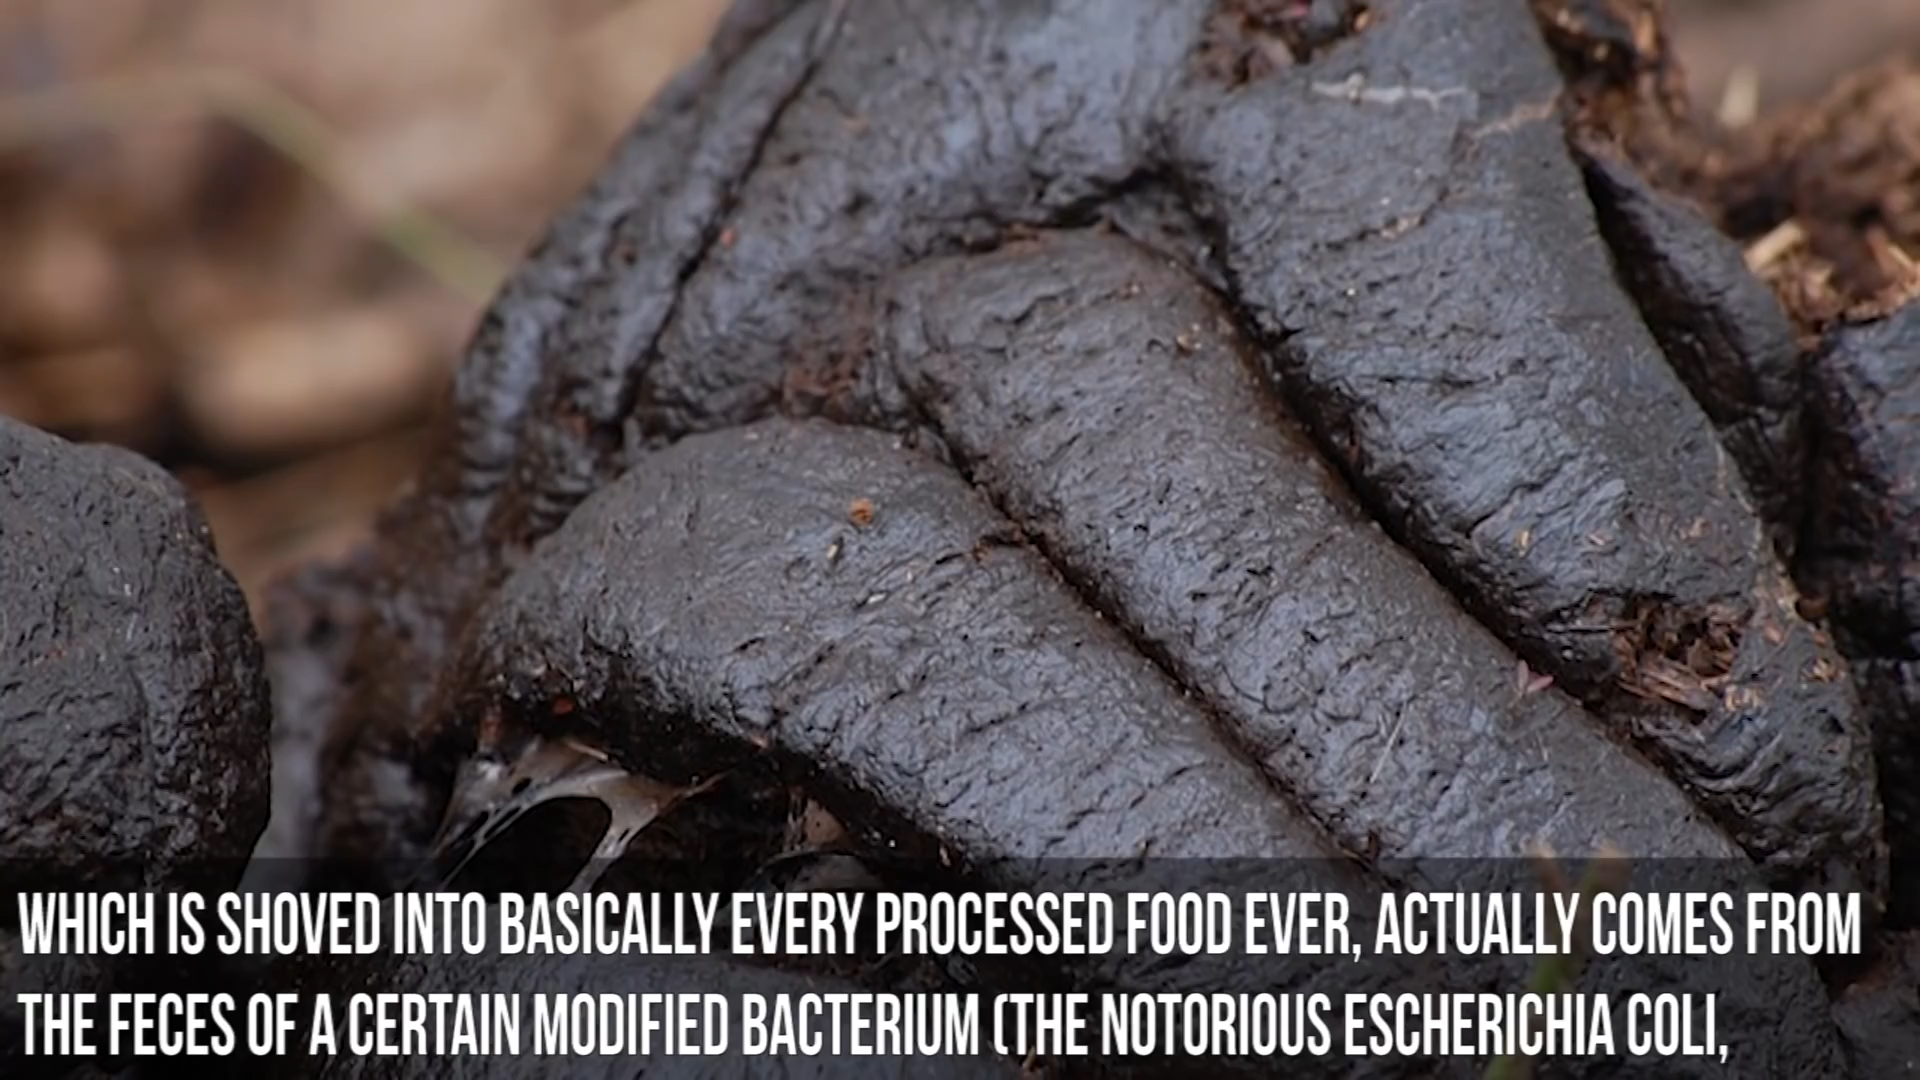 WHICH IS SHOVED INTO BASICALLY EVERY PROCESSED FOOD EVER, ACTUALLY COMES FROM
THE FECES OF A CERTAIN MODIFIED BACTERIUM (THE NOTORIOUS ESCHERICHIA COLI,